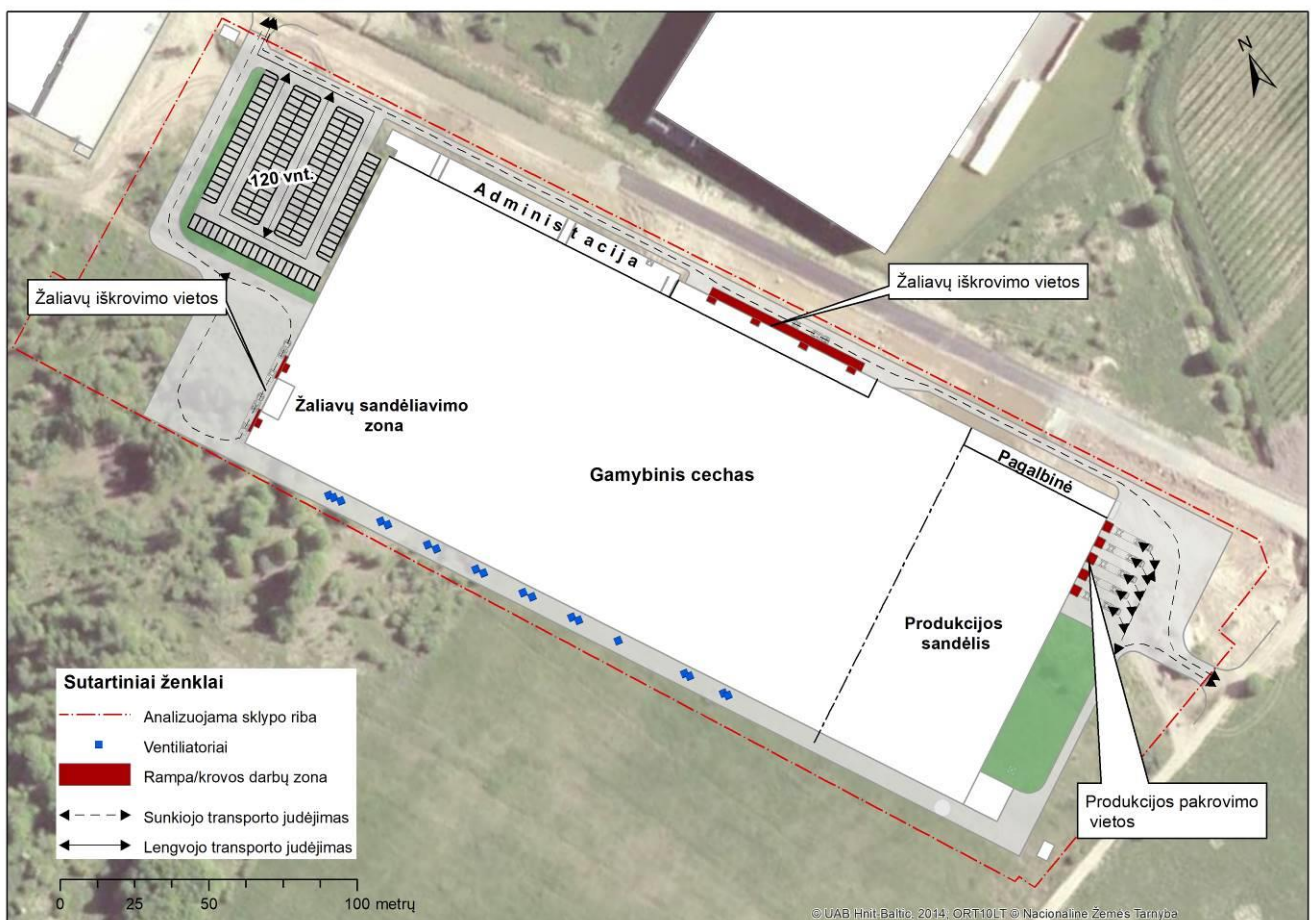 N
120 vnt.
Administacija
Žaliavų iškrovimo vietos
Žaliavų iškrovimo vietos
Žaliavų sandėliavimo
zona
Gamybinis cechas
Pagalbinė
Produkcijos
sandėlis
Produkcijos pakrovimo
vietos
Sutartiniai ženklai
Analizuojama sklypo riba
Ventiliatoriai
Rampa/krovos darbų zona
Sunkiojo transporto judėjimas
Lengvojo transporto judėjimas
0 25 50 100 metrų
© UAB Hnit-Baltic, 2014; ORT10LT © Nacionalinė Žemės Tarnyba